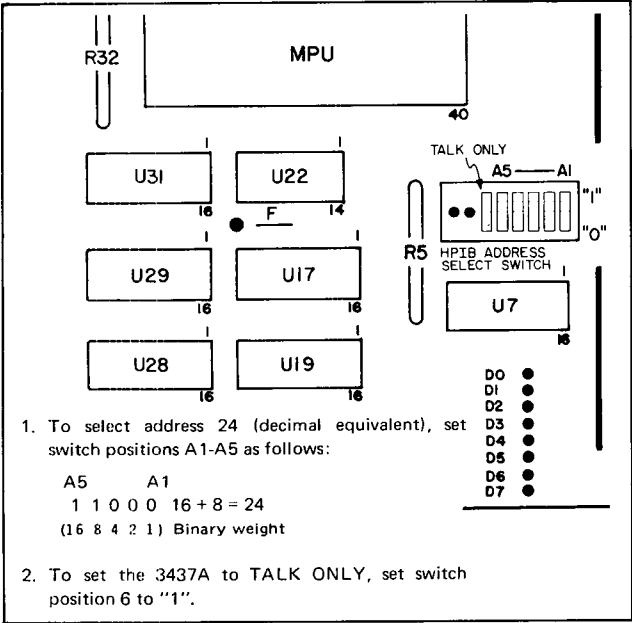 R32
MPU
40
TALK ONLY
A5 — A1
1
1
U31
U22
16
14
"1"
"0"
F
R5
HPIB ADDRESS
SELECT SWITCH
1
1
1
U29
U17
U7
16
16
16
1
1
U28
U19
16
16
D0
D1
D2
D3
D4
D5
D6
D7
1. To select address 24 (decimal equivalent), set
switch positions A1-A5 as follows:
A5 A1
1 1 0 0 0 16 + 8 = 24
(16 8 4 2 1) Binary weight
2. To set the 3437A to TALK ONLY, set switch
position 6 to "1".